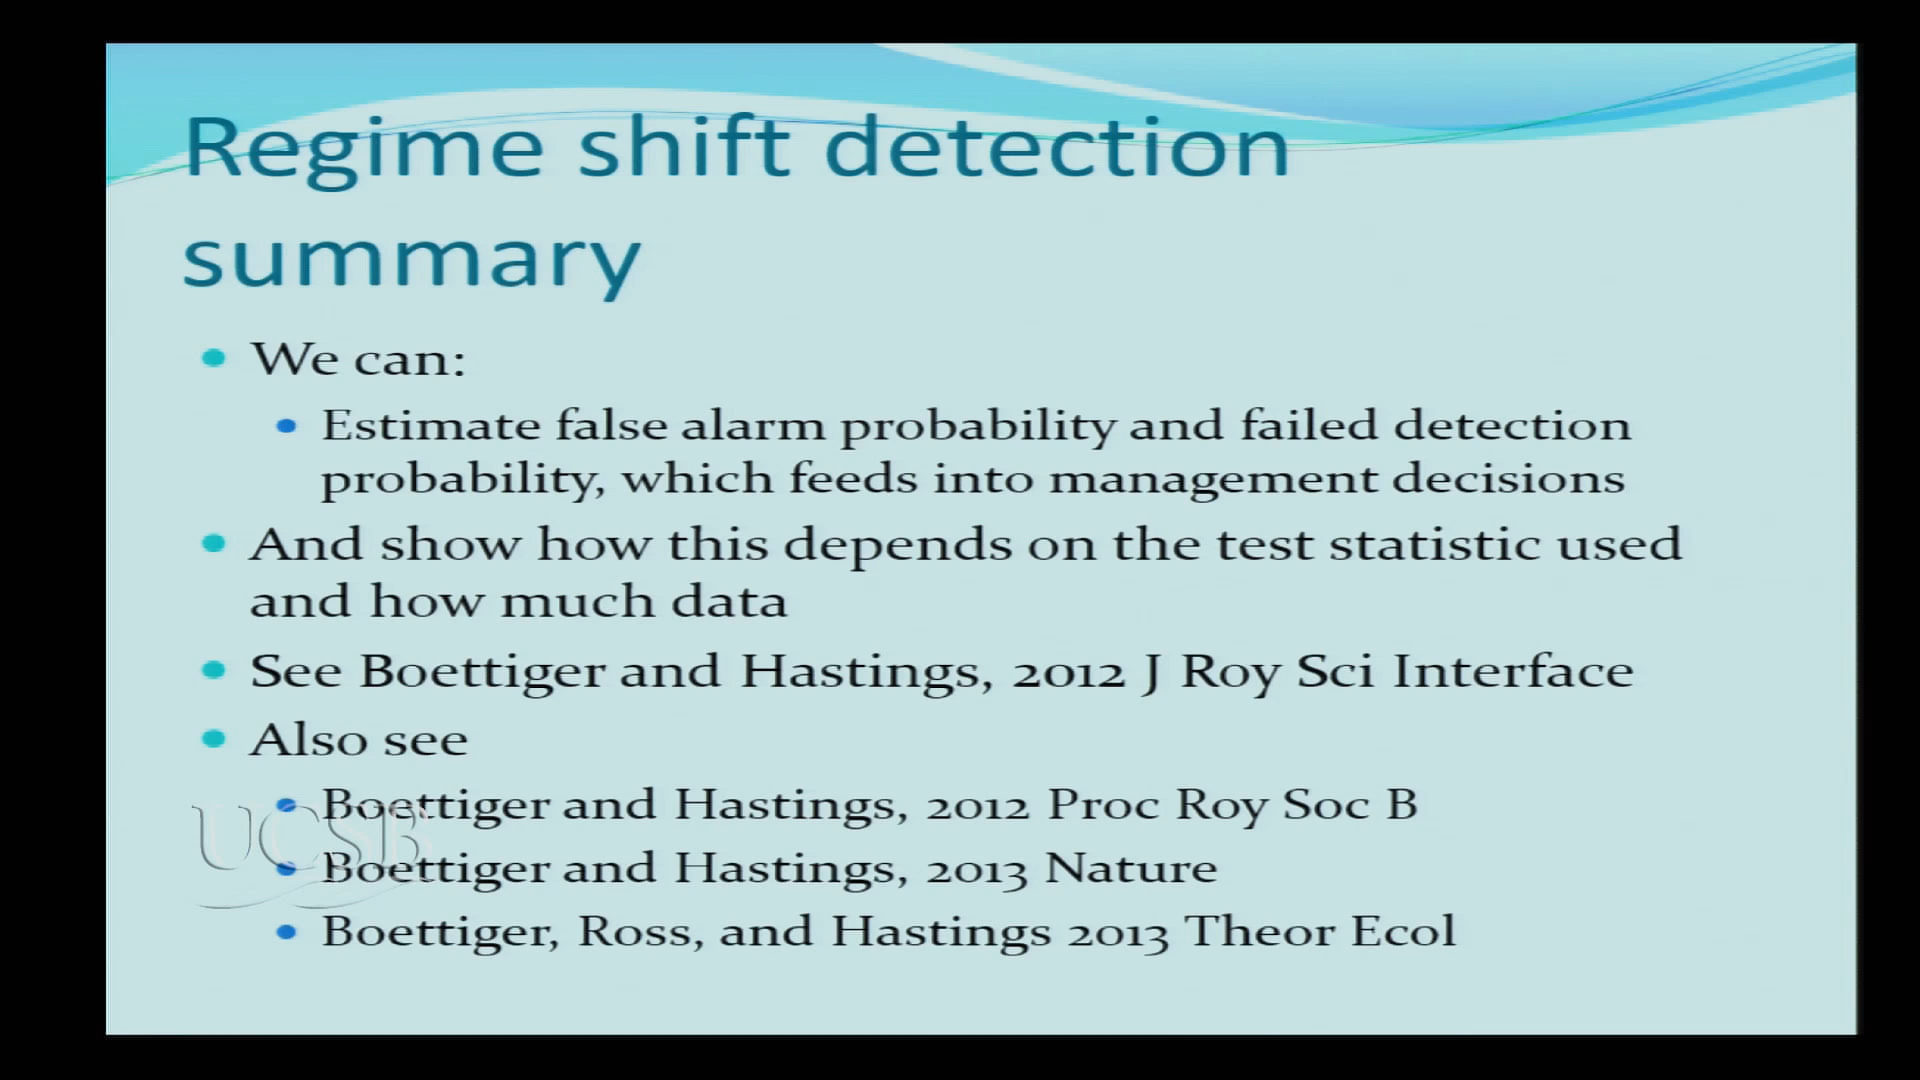 Regime shift detection
summary
We can:
Estimate false alarm probability and failed detection
probability, which feeds into management decisions
And show how this depends on the test statistic used
and how much data
See Boettiger and Hastings, 2012 J Roy Sci Interface
Also see
Boettiger and Hastings, 2012 Proc Roy Soc B
Boettiger and Hastings, 2013 Nature
Boettiger, Ross, and Hastings 2013 Theor Ecol
UCSB